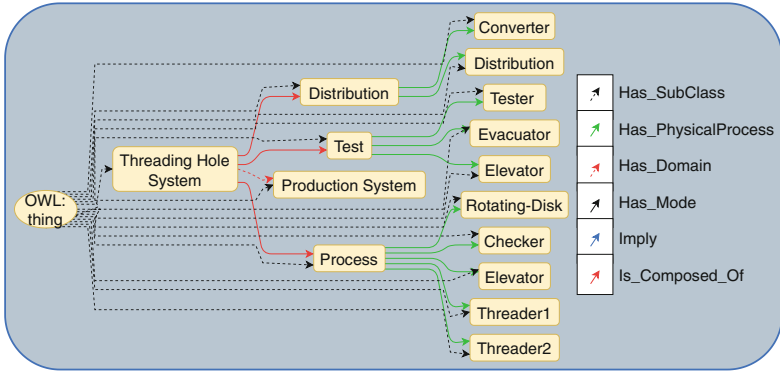 OWL:
thing
Threading Hole
System
Distribution
Test
Production System
Process
Converter
Distribution
Tester
Evacuator
Elevator
Rotating-Disk
Checker
Elevator
Threader1
Threader2
Has_SubClass
Has_PhysicalProcess
Has_Domain
Has_Mode
Imply
Is_Composed_Of